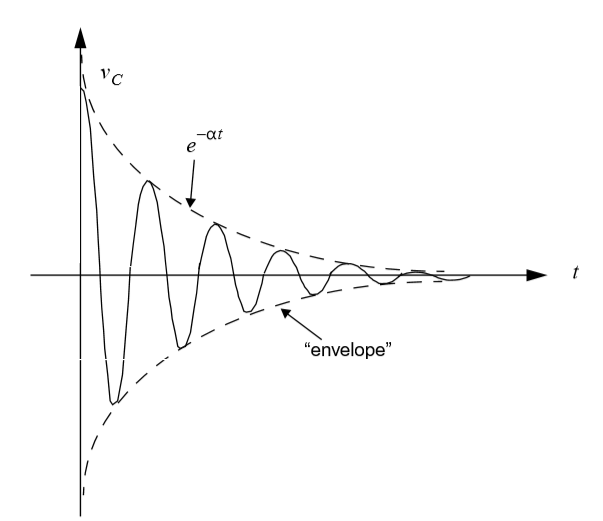 v_C
e^{−αt}
t
“envelope”